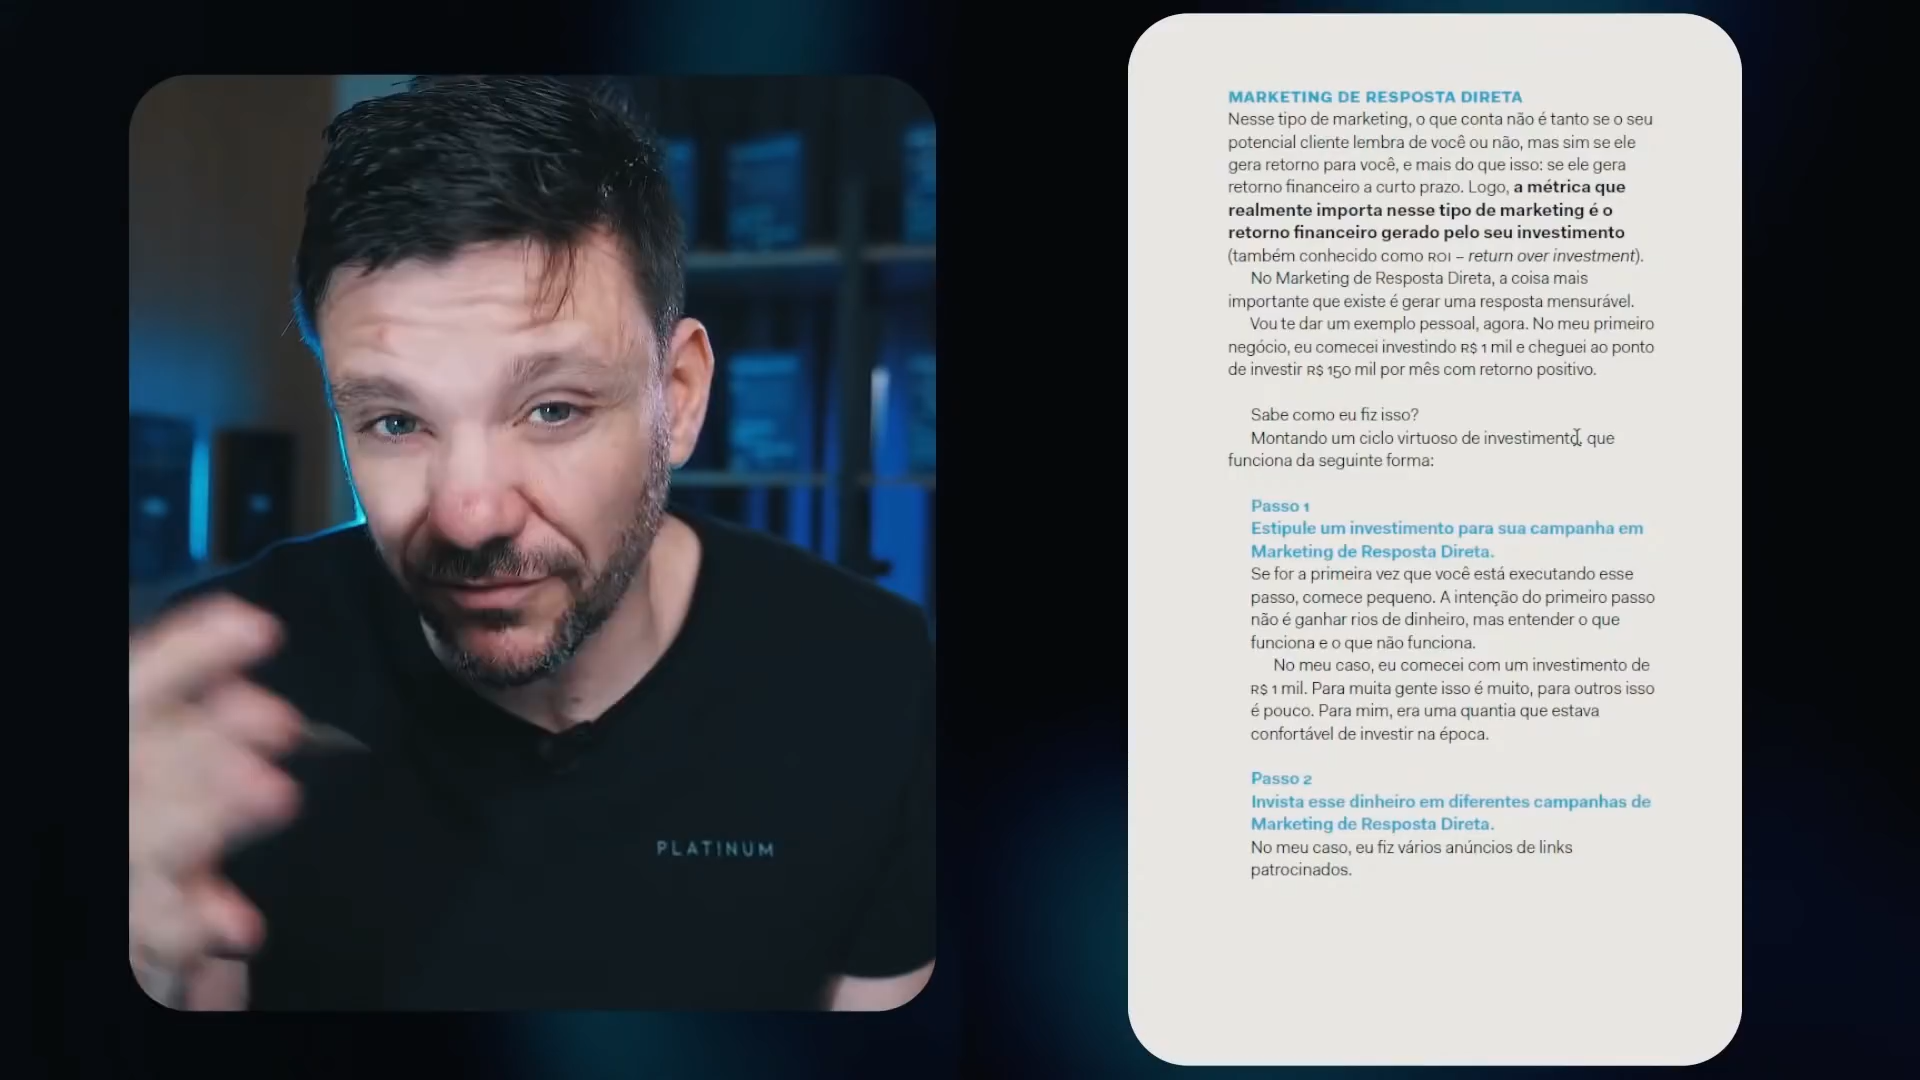 PLATINUM
MARKETING DE RESPOSTA DIRETA
Nesse tipo de marketing, o que conta não é tanto se o seu
potencial cliente lembra de você ou não, mas sim se ele
gera retorno para você, e mais do que isso: se ele gera
retorno financeiro a curto prazo. Logo, a métrica que
realmente importa nesse tipo de marketing é o
retorno financeiro gerado pelo seu investimento
(também conhecido como ROI – return over investment).
No Marketing de Resposta Direta, a coisa mais
importante que existe é gerar uma resposta mensurável.
Vou te dar um exemplo pessoal, agora. No meu primeiro
negócio, eu comecei investindo R$ 1 mil e cheguei ao ponto
de investir R$ 150 mil por mês com retorno positivo.
Sabe como eu fiz isso?
Montando um ciclo virtuoso de investimento, que
funciona da seguinte forma:
Passo 1
Estipule um investimento para sua campanha em
Marketing de Resposta Direta.
Se for a primeira vez que você está executando esse
passo, comece pequeno. A intenção do primeiro passo
não é ganhar rios de dinheiro, mas entender o que
funciona e o que não funciona.
No meu caso, eu comecei com um investimento de
R$ 1 mil. Para muita gente isso é muito, para outros isso
é pouco. Para mim, era uma quantia que estava
confortável de investir na época.
Passo 2
Invista esse dinheiro em diferentes campanhas de
Marketing de Resposta Direta.
No meu caso, eu fiz vários anúncios de links
patrocinados.